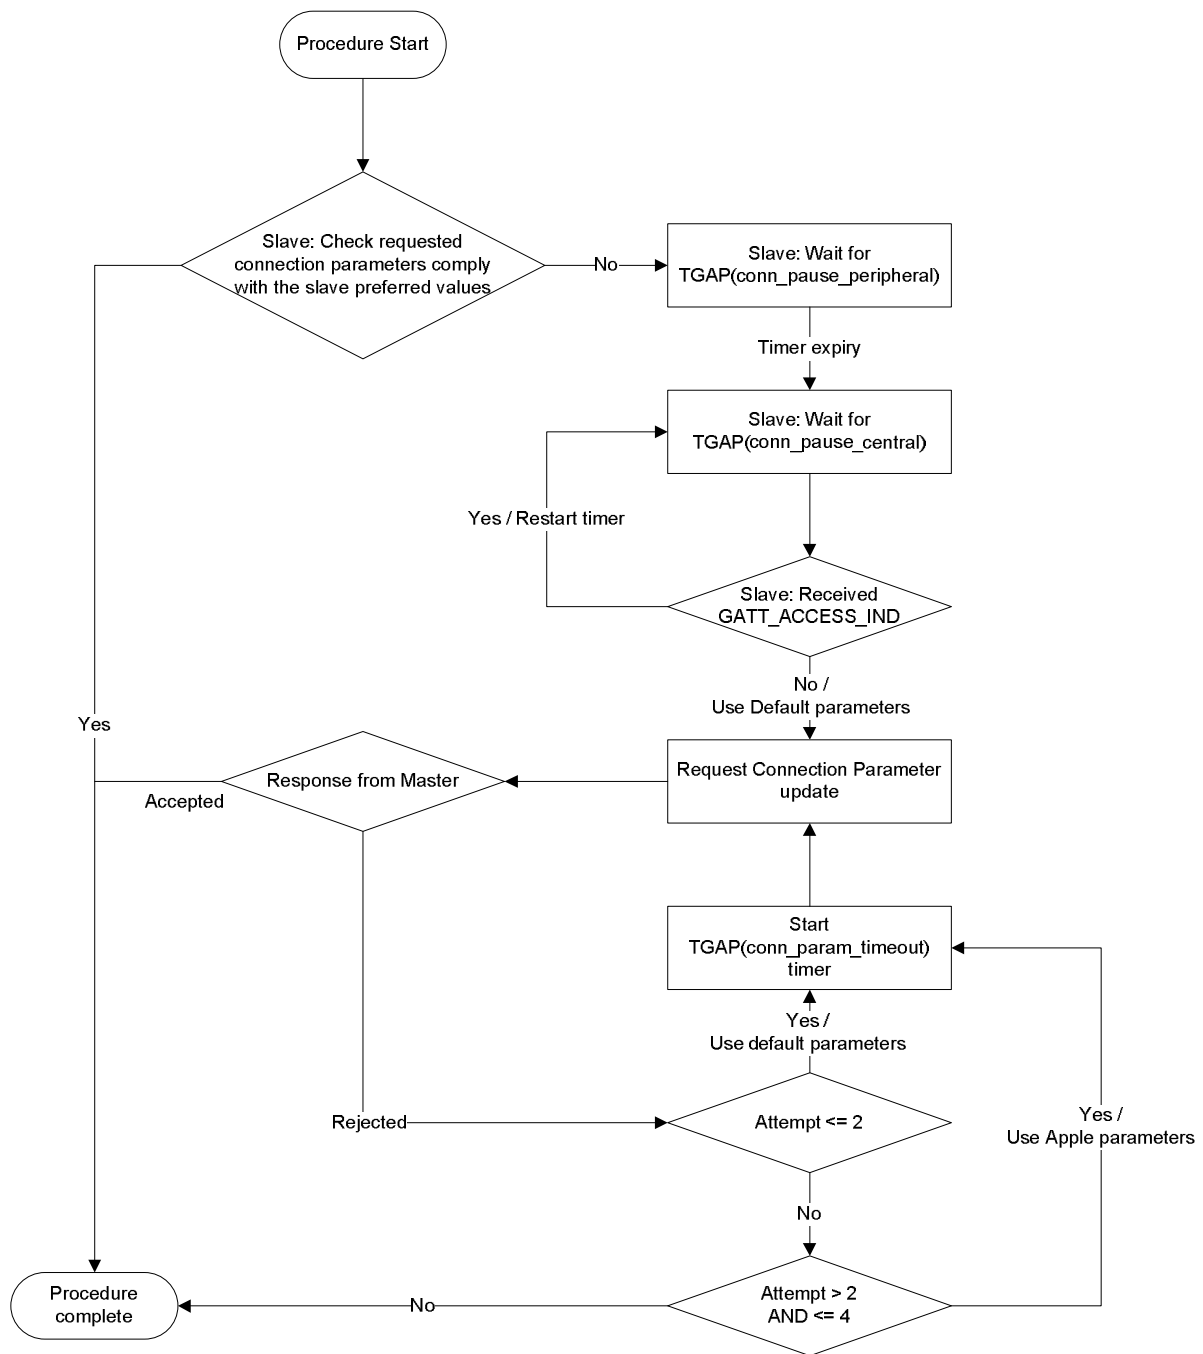 Procedure Start
Slave: Check requested
connection parameters comply
with the slave preferred values
No
Slave: Wait for
TGAP(conn_pause_peripheral)
Timer expiry
Slave: Wait for
TGAP(conn_pause_central)
Yes / Restart timer
Slave: Received
GATT_ACCESS_IND
No /
Use Default parameters
Yes
Response from Master
Request Connection Parameter
update
Accepted
Start
TGAP(conn_param_timeout)
timer
Yes /
Use default parameters
Rejected
Attempt <= 2
Yes /
Use Apple parameters
No
Procedure
complete
No
Attempt > 2
AND <= 4